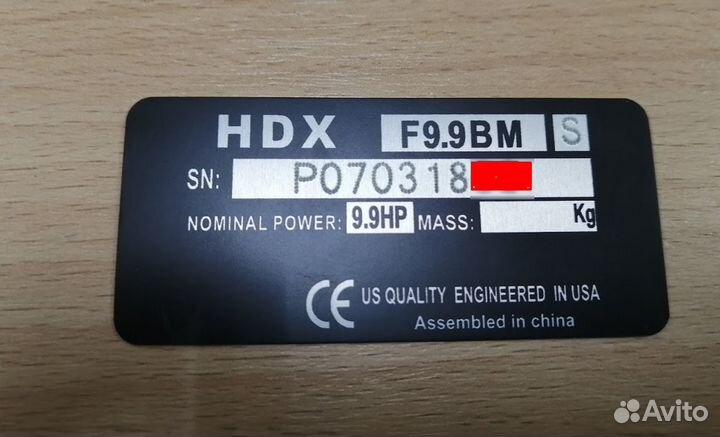 HDX F9.9BM S
SN: P070318
NOMINAL POWER: 9.9HP MASS: Kg
CE US QUALITY ENGINEERED IN USA
Assembled in china
Avito